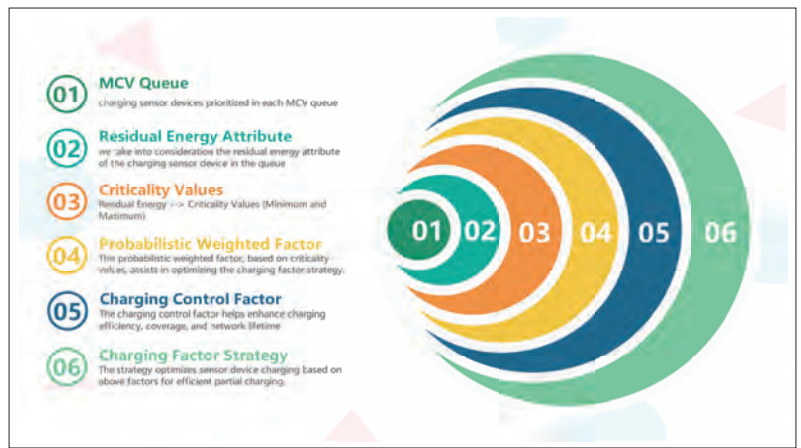 01
MCV Queue
charging sensor devices prioritized in each MCV queue
02
Residual Energy Attribute
we take into consideration the residual energy attribute
of the charging sensor device in the queue
03
Criticality Values
Residual Energy --> Criticality Values (Minimum and
Maximum)
04
Probabilistic Weighted Factor
This probabilistic weighted factor, based on criticality
values, assists in optimizing the charging factor strategy.
05
Charging Control Factor
The charging control factor helps enhance charging
efficiency, coverage, and network lifetime
06
Charging Factor Strategy
The strategy optimizes sensor device charging based on
above factors for efficient partial charging.
01 02 03 04 05 06